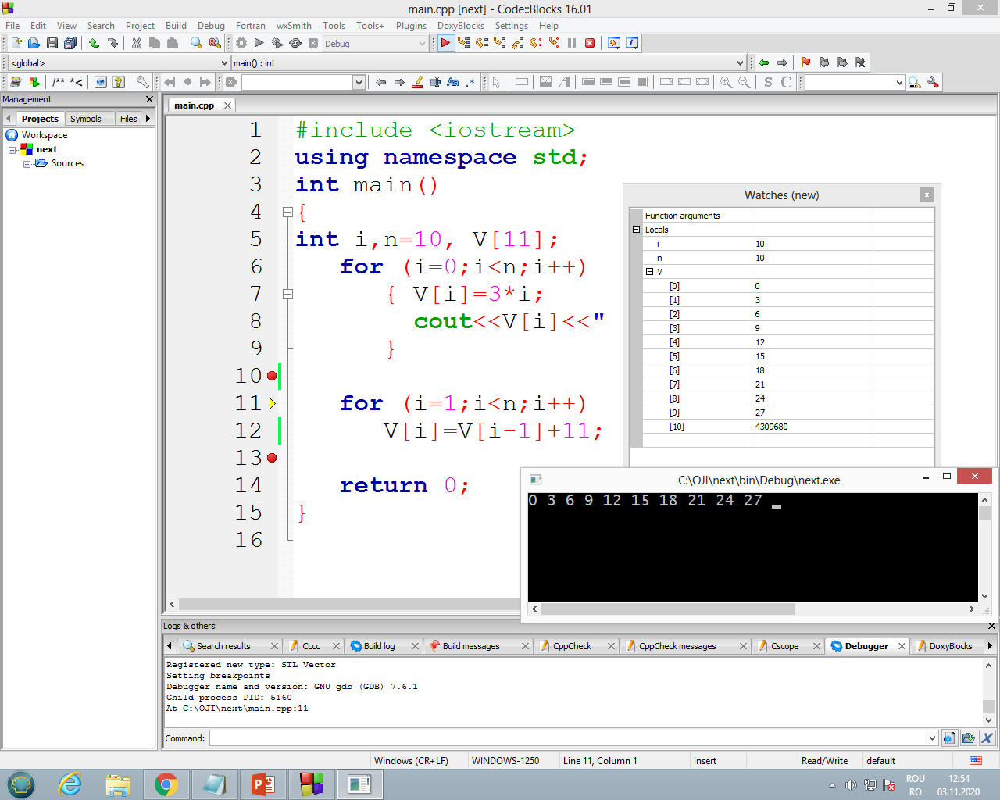 main.cpp [next] - Code::Blocks 16.01
File Edit View Search Project Build Debug Fortran wxSmith Tools Tools+ Plugins DoxyBlocks Settings Help
Debug
<global> main() : int
/** *<
Aa .*
S C
Management
Projects Symbols Files
Workspace
next
Sources
main.cpp
1 #include <iostream>
2 using namespace std;
3 int main()
4 {
5 int i,n=10, V[11];
6 for (i=0;i<n;i++)
7 { V[i]=3*i;
8 cout<<V[i]<<"
9 }
10
11 for (i=1;i<n;i++)
12 V[i]=V[i-1]+11;
13
14 return 0;
15 }
16
Watches (new)
Function arguments
Locals
i 10
n 10
V
[0] 0
[1] 3
[2] 6
[3] 9
[4] 12
[5] 15
[6] 18
[7] 21
[8] 24
[9] 27
[10] 4309680
C:\OJI\next\bin\Debug\next.exe
0 3 6 9 12 15 18 21 24 27
Logs & others
Search results Cccc Build log Build messages CppCheck CppCheck messages Cscope Debugger DoxyBlocks
Registered new type: STL Vector
Setting breakpoints
Debugger name and version: GNU gdb (GDB) 7.6.1
Child process PID: 5160
At C:\OJI\next\main.cpp:11
Command:
Windows (CR+LF) WINDOWS-1250 Line 11, Column 1 Insert Read/Write default
ROU 12:54
RO 03.11.2020